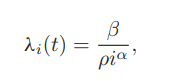 λᵢ(t) = β / ρi^α,